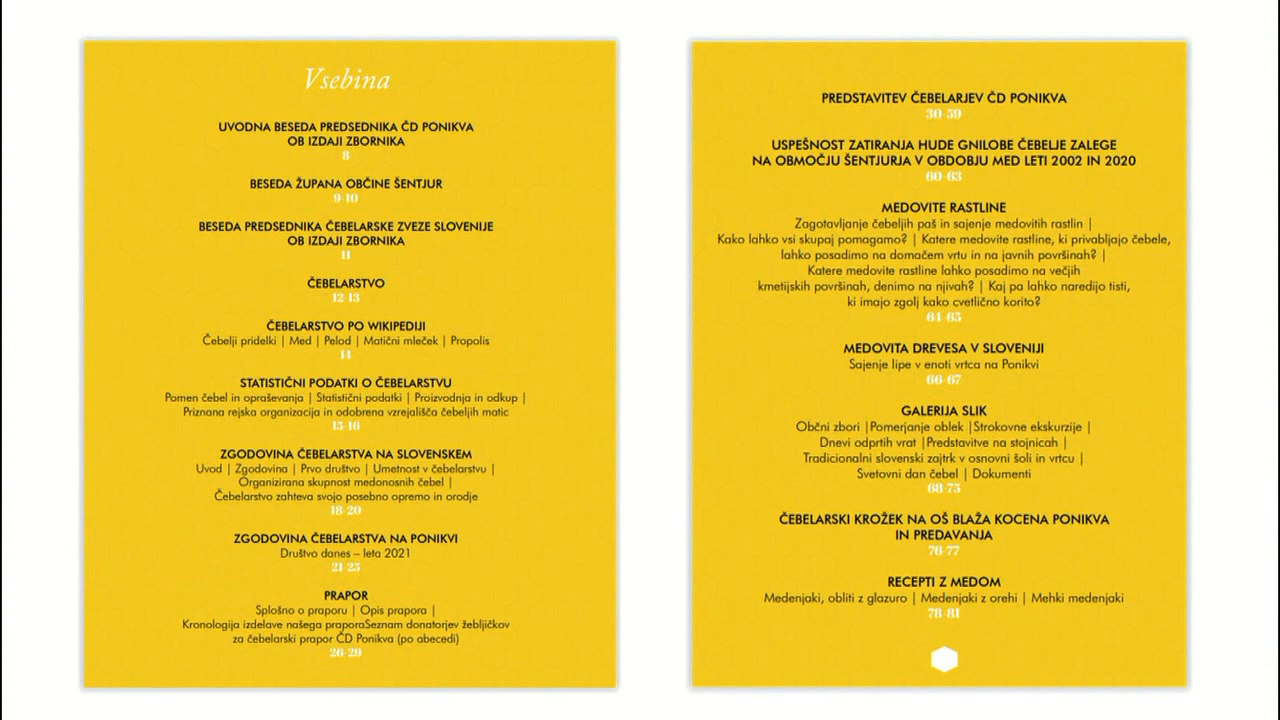 Vsebina
UVODNA BESEDA PREDSEDNIKA ČD PONIKVA
OB IZDAJI ZBORNIKA
8
BESEDA ŽUPANA OBČINE ŠENTJUR
9-10
BESEDA PREDSEDNIKA ČEBELARSKE ZVEZE SLOVENIJE
OB IZDAJI ZBORNIKA
11
ČEBELARSTVO
12-13
ČEBELARSTVO PO WIKIPEDIJI
Čebelji pridelki | Med | Pelod | Matični mleček | Propolis
14
STATISTIČNI PODATKI O ČEBELARSTVU
Pomen čebel in opraševanja | Statistični podatki | Proizvodnja in odkup |
Priznana rejska organizacija in odobrena vzrejališča čebeljih matic
15-16
ZGODOVINA ČEBELARSTVA NA SLOVENSKEM
Uvod | Zgodovina | Prvo društvo | Umetnost v čebelarstvu |
Organizirana skupnost medonosnih čebel |
Čebelarstvo zahteva svojo posebno opremo in orodje
18-20
ZGODOVINA ČEBELARSTVA NA PONIKVI
Društvo danes – leta 2021
21-25
PRAPOR
Splošno o praporu | Opis prapora |
Kronologija izdelave našega praporaSeznam donatorjev žebljičkov
za čebelarski prapor ČD Ponikva (po abecedi)
26-29
PREDSTAVITEV ČEBELARJEV ČD PONIKVA
30-59
USPEŠNOST ZATIRANJA HUDE GNILOBE ČEBELJE ZALEGE
NA OBMOČJU ŠENTJURJA V OBDOBJU MED LETI 2002 IN 2020
60-63
MEDOVITE RASTLINE
Zagotavljanje čebeljih paš in sajenje medovitih rastlin |
Kako lahko vsi skupaj pomagamo? | Katere medovite rastline, ki privabljajo čebele,
lahko posadimo na domačem vrtu in na javnih površinah? |
Katere medovite rastline lahko posadimo na večjih
kmetijskih površinah, denimo na njivah? | Kaj pa lahko naredijo tisti,
ki imajo zgolj kako cvetlično korito?
64-65
MEDOVITA DREVESA V SLOVENIJI
Sajenje lipe v enoti vrtca na Ponikvi
66-67
GALERIJA SLIK
Občni zbori |Pomerjanje oblek |Strokovne ekskurzije |
Dnevi odprtih vrat |Predstavitve na stojnicah |
Tradicionalni slovenski zajtrk v osnovni šoli in vrtcu |
Svetovni dan čebel | Dokumenti
68-75
ČEBELARSKI KROŽEK NA OŠ BLAŽA KOCENA PONIKVA
IN PREDAVANJA
76-77
RECEPTI Z MEDOM
Medenjaki, obliti z glazuro | Medenjaki z orehi | Mehki medenjaki
78-81